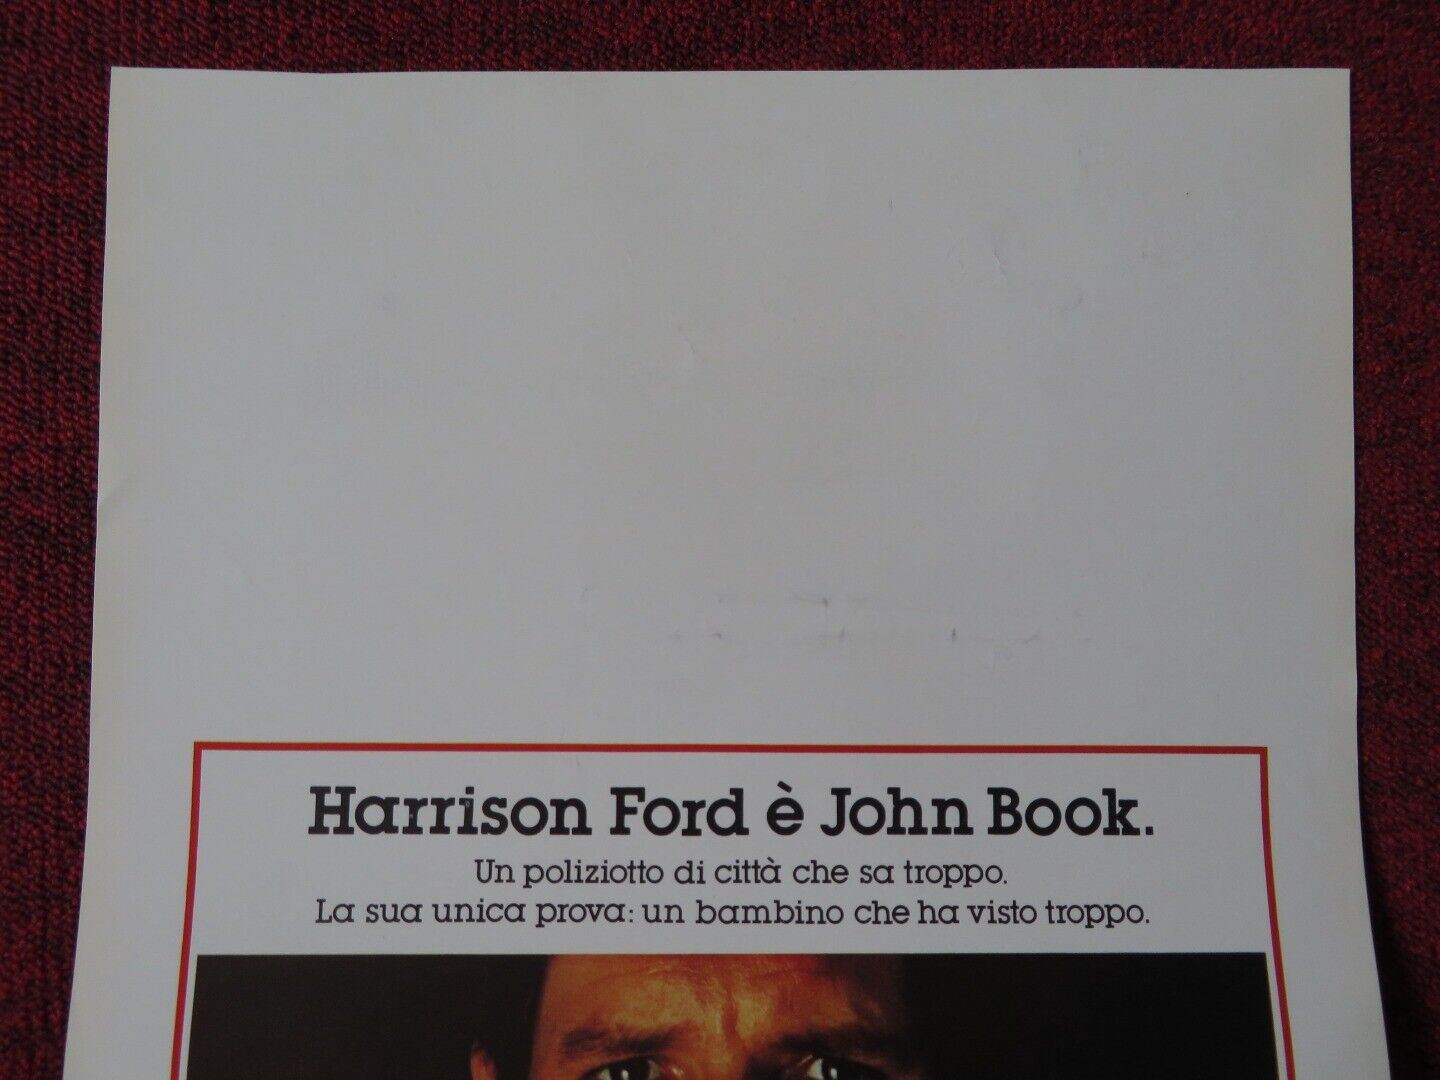 Harrison Ford è John Book.
Un poliziotto di città che sa troppo.
La sua unica prova: un bambino che ha visto troppo.